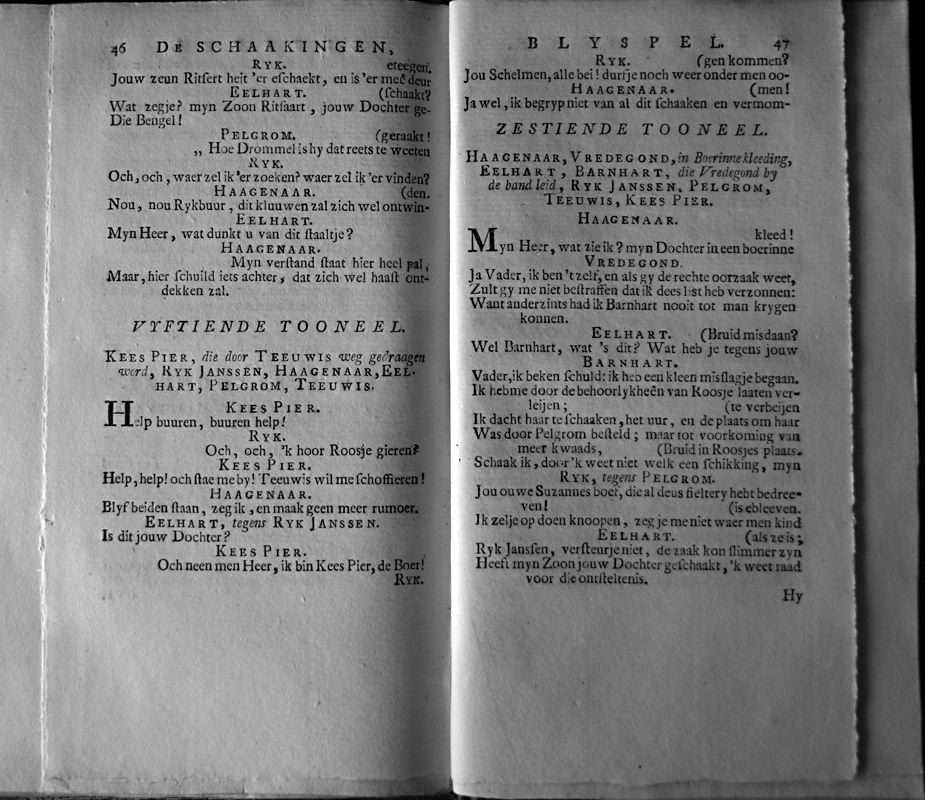 46 DE SCHAAKINGEN,
RYK. eteegen.
Jouw zeun Ritſert heit 'er eſchaekt, en is 'er med deur
EELHART. (ſchaakt?
Wat zegje? myn Zoon Ritſaart, jouw Dochter ge-
Die Bengel!
PELGROM. (geraakt!
„ Hoe Drommel is hy dat reets te weeten
RYK.
Och, och, waer zel ik 'er zoeken? waer zel ik 'er vinden?
HAAGENAAR. (den.
Nou, nou Rykbuur, dit kluuwen zal zich wel ontwin-
EELHART.
Myn Heer, wat dunkt u van dit ſtaaltje?
HAAGENAAR.
Myn verſtand ſtaat hier heel pal,
Maar, hier ſchuild iets achter, dat zich wel haaſt ont-
dekken zal.
VYFTIENDE TOONEEL.
KEES PIER, die door TEEUWIS weg gedraagen
word, RYK JANSSEN, HAAGENAAR, EEL-
HART, PELGROM, TEEUWIS.
KEES PIER.
Help buuren, buuren help!
RYK.
Och, och, 'k hoor Roosje gieren?
KEES PIER.
Help, help! och ſtae me by! Teeuwis wil me ſchoffieren!
HAAGENAAR.
Blyf beiden ſtaan, zeg ik, en maak geen meer rumoer.
EELHART, tegens RYK JANSSEN.
Is dit jouw Dochter?
KEES PIER.
Och neen men Heer, ik bin Kees Pier, de Boer!
RYK.
BLYSPEL. 47
RYK. (gen kommen?
Jou Schelmen, alle bei! durfje noch weer onder men oo-
HAAGENAAR. (men!
Ja wel, ik begryp niet van al dit ſchaaken en vermom-
ZESTIENDE TOONEEL.
HAAGENAAR, VREDEGOND, in Boerinne kleeding,
EELHART, BARNHART, die Vredegond by
de hand leid, RYK JANSSEN, PELGROM,
TEEUWIS, KEES PIER.
HAAGENAAR.
kleed!
Myn Heer, wat zie ik? myn Dochter in een boerinne
VREDEGOND.
Ja Vader, ik ben 't zelf, en als gy de rechte oorzaak weet,
Zult gy me niet beſtraffen dat ik dees liſt heb verzonnen:
Want anderzints had ik Barnhart nooit tot man krygen
konnen.
EELHART. (Bruid misdaan?
Wel Barnhart, wat 's dit? Wat heb je tegens jouw
BARNHART.
Vader, ik beken ſchuld: ik heb een kleen misſlagje begaan.
Ik heb me door de behoorlykheên van Roosje laaten ver-
leijen; (te verbeijen
Ik dacht haar te ſchaaken, het uur, en de plaats om haar
Was door Pelgrom beſteld; maar tot voorkoming van
meer kwaads, (Bruid in Roosjes plaats.
Schaak ik, door 'k weet niet welk een ſchikking, myn
RYK, tegens PELGROM.
Jou ouwe Suzannes boef, die al deus fieltery hebt bedree-
ven! (is ebleeven.
Ik zelje op doen knoopen, zeg je me niet waer men kind
EELHART. (als ze is;
Ryk Janſſen, verſteur je niet, de zaak kon ſlimmer zyn
Heeft myn Zoon jouw Dochter geſchaakt, 'k weet raad
voor die ontſteltenis.
Hy